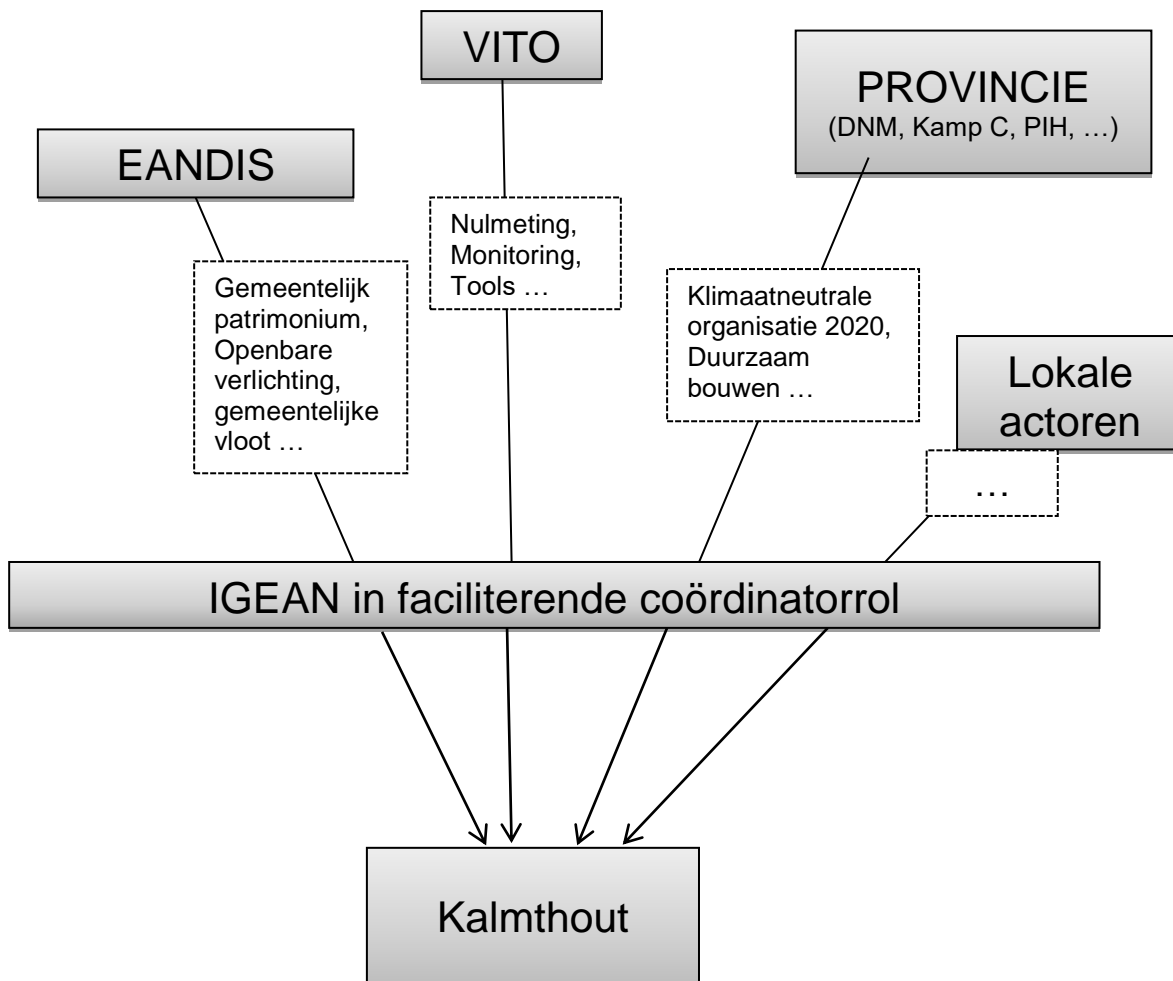 VITO
PROVINCIE
(DNM, Kamp C, PIH, …)
EANDIS
Nulmeting,
Monitoring,
Tools …
Gemeentelijk
patrimonium,
Openbare
verlichting,
gemeentelijke
vloot …
Klimaatneutrale
organisatie 2020,
Duurzaam
bouwen …
Lokale
actoren
…
IGEAN in faciliterende coördinatorrol
Kalmthout